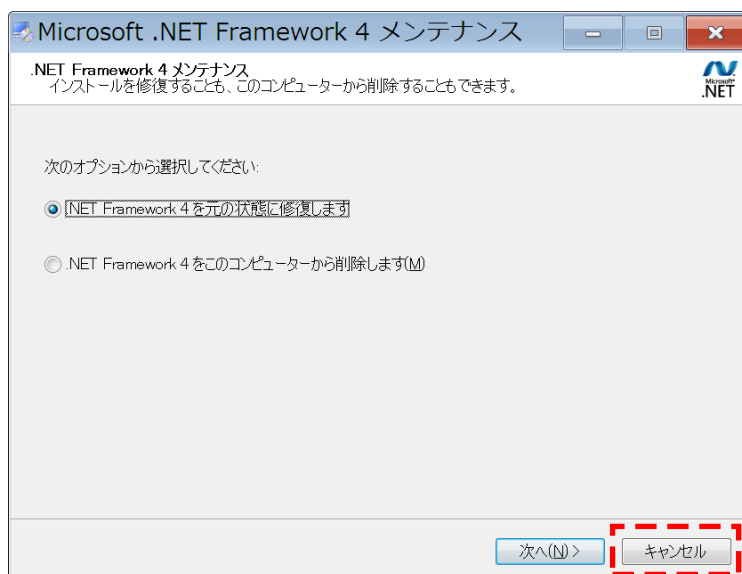 Microsoft .NET Framework 4 メンテナンス
.NET Framework 4 メンテナンス
インストールを修復することも、このコンピューターから削除することもできます。
Microsoft
.NET
次のオプションから選択してください:
.NET Framework 4 を元の状態に修復します
.NET Framework 4 をこのコンピューターから削除します(M)
次へ(N) >
キャンセル